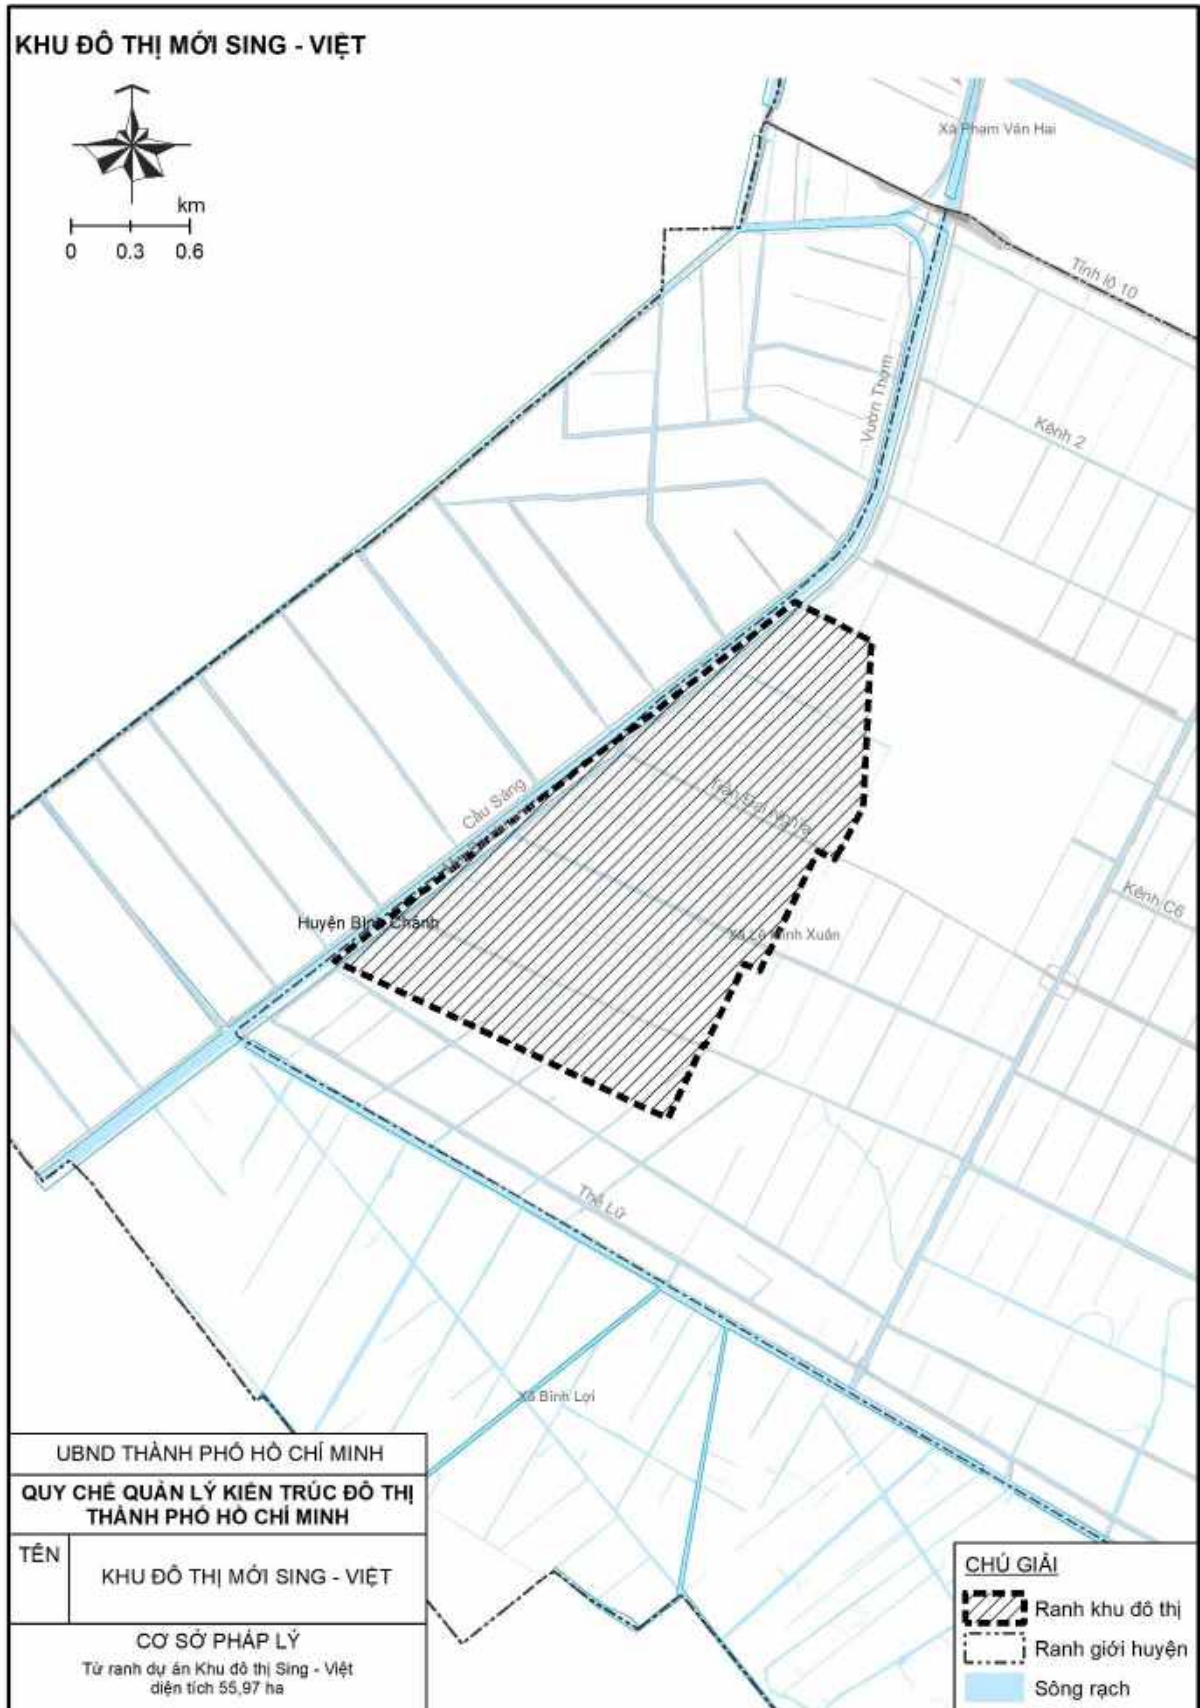 KHU ĐÔ THỊ MỚI SING - VIỆT
km
0 0.3 0.6
Xã Phạm Văn Hai
Tỉnh lộ 10
Vườn Thơm
Kênh 2
Cầu Sáng
Trần Đại Nghĩa
Kênh C6
Huyện Bình Chánh
Xã Lê Minh Xuân
Thế Lữ
Xã Bình Lợi
UBND THÀNH PHỐ HỒ CHÍ MINH
QUY CHẾ QUẢN LÝ KIẾN TRÚC ĐÔ THỊ
THÀNH PHỐ HỒ CHÍ MINH
TÊN
KHU ĐÔ THỊ MỚI SING - VIỆT
CƠ SỞ PHÁP LÝ
Từ ranh dự án Khu đô thị Sing - Việt
diện tích 55,97 ha
CHÚ GIẢI
Ranh khu đô thị
Ranh giới huyện
Sông rạch